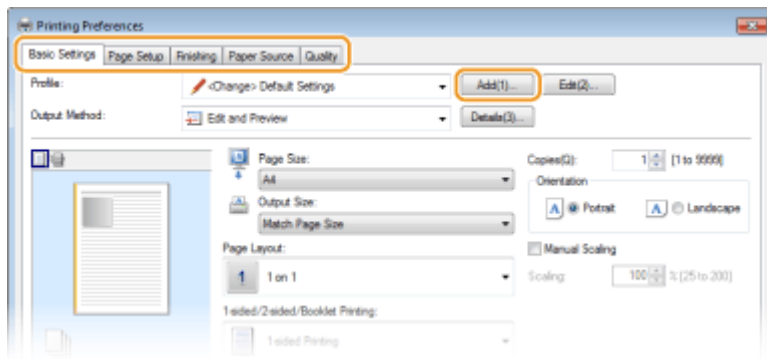 Printing Preferences
Basic Settings Page Setup Finishing Paper Source Quality
Profile: <Change> Default Settings Add(1)... Edit(2)...
Output Method: Edit and Preview Details(3)...
Page Size: Copies(Q): 1 [1 to 9999]
A4 Orientation
Output Size: A Portrait A Landscape
Match Page Size
Page Layout: Manual Scaling
1 1 on 1 Scaling: 100 % [25 to 200]
1-sided/2-sided/Booklet Printing:
1-sided Printing